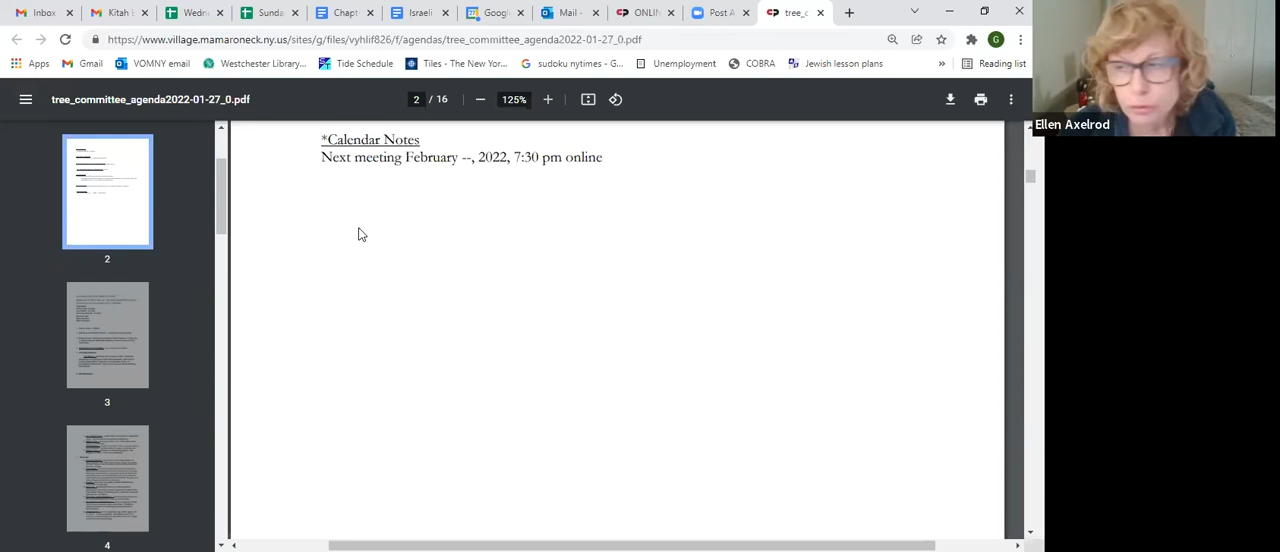 Inbox
Kitah E
Wedn
Sunda
Chapt
Israeli
Googl
Mail -
ONLIN
Post A
tree_c
https://www.village.mamaroneck.ny.us/sites/g/files/vyhlif826/f/agendas/tree_committee_agenda2022-01-27_0.pdf
G
Apps
Gmail
VOMNY email
Westchester Library...
Tide Schedule
Tiles - The New York...
sudoku nytimes - G...
Unemployment
COBRA
Jewish lesson plans
»
Reading list
tree_committee_agenda2022-01-27_0.pdf
2 / 16
125%
Ellen Axelrod
*Calendar Notes
Next meeting February --, 2022, 7:30 pm online
2
3
4